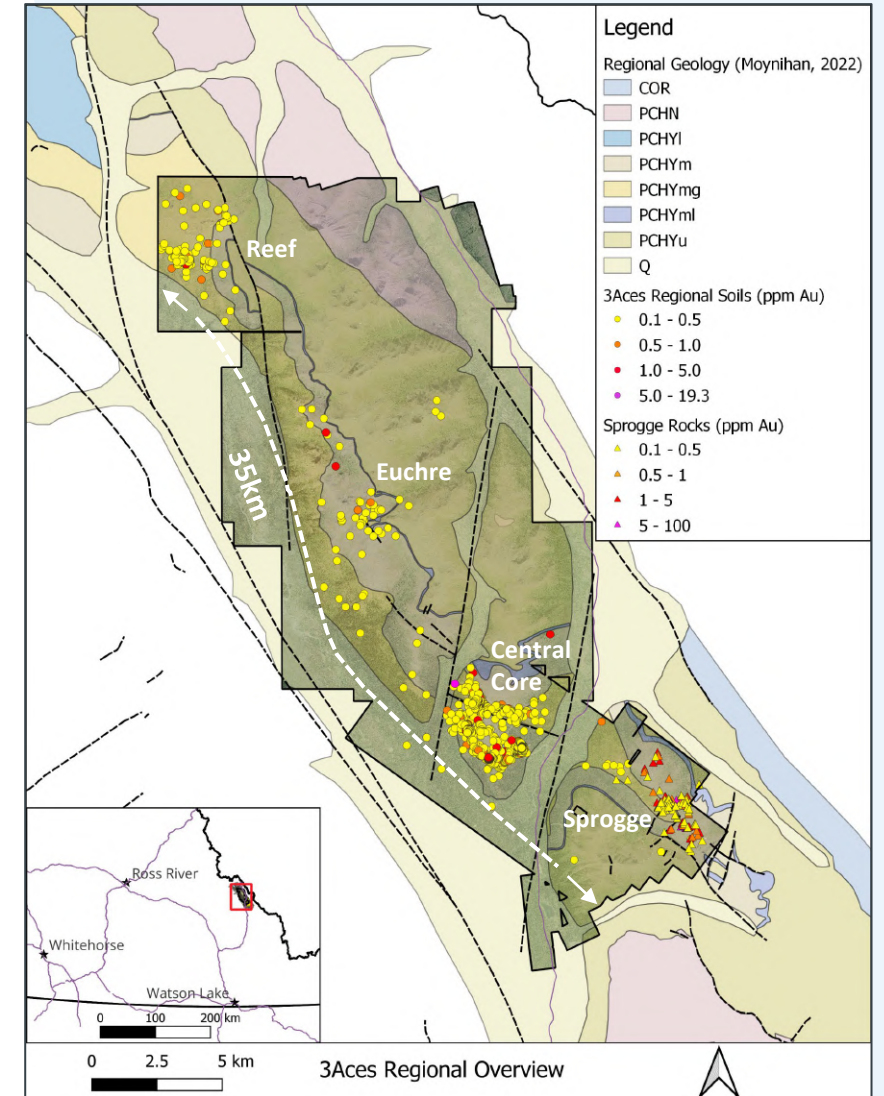 Legend
Regional Geology (Moynihan, 2022)
COR
PCHN
PCHYl
PCHYm
PCHYmg
PCHYml
PCHYu
Q
3Aces Regional Soils (ppm Au)
0.1 - 0.5
0.5 - 1.0
1.0 - 5.0
5.0 - 19.3
Sprogge Rocks (ppm Au)
0.1 - 0.5
0.5 - 1
1 - 5
5 - 100
Reef
35km
Euchre
Central
Core
Sprogge
Ross River
Whitehorse
Watson Lake
0 100 200 km
0 2.5 5 km
3Aces Regional Overview